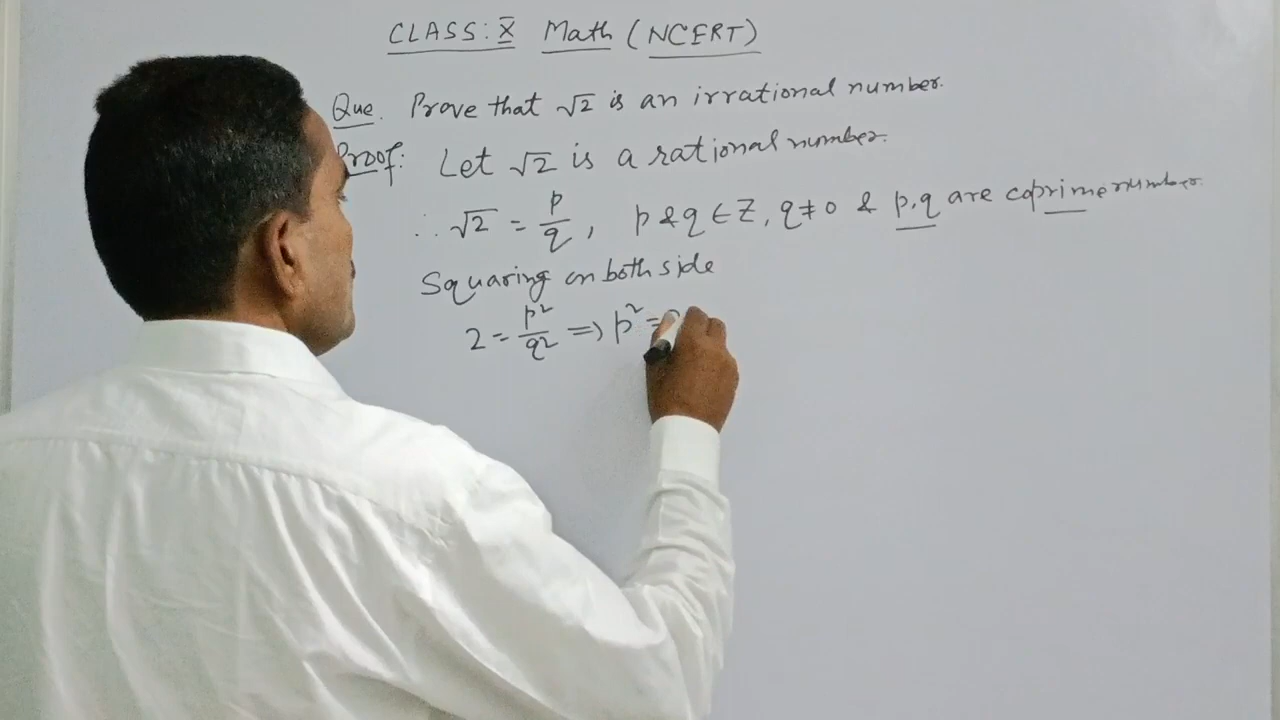 CLASS: X Math (NCERT)
Que. Prove that √2 is an irrational number.
Proof: Let √2 is a rational number.
∴ √2 = p/q, p & q ∈ Z, q ≠ 0 & p,q are coprime number.
Squaring on both side
2 = p²/q² ⇒ p² =